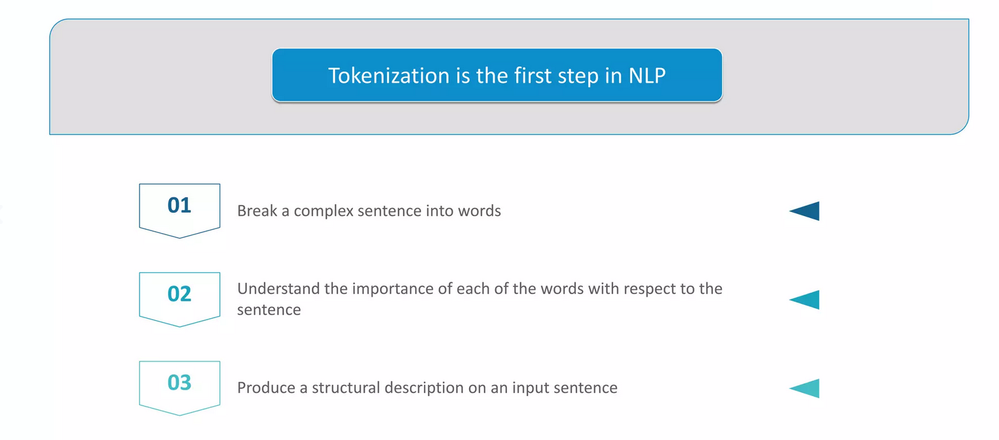 Tokenization is the first step in NLP
01
Break a complex sentence into words
02
Understand the importance of each of the words with respect to the
sentence
03
Produce a structural description on an input sentence